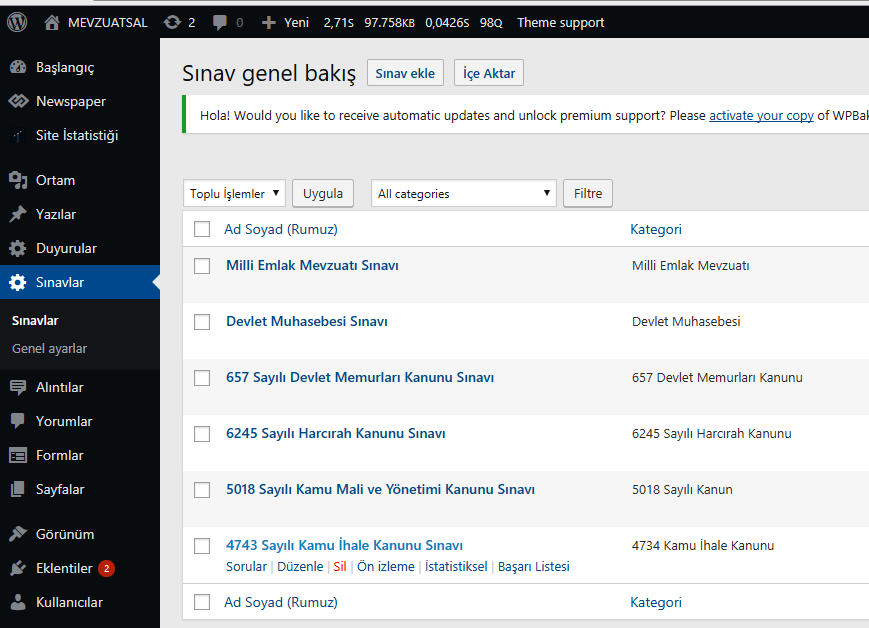 MEVZUATSAL 2 0 Yeni 2,71S 97.758KB 0,0426S 98Q Theme support
Başlangıç
Newspaper
Site İstatistiği
Ortam
Yazılar
Duyurular
Sınavlar
Sınavlar
Genel ayarlar
Alıntılar
Yorumlar
Formlar
Sayfalar
Görünüm
Eklentiler 2
Kullanıcılar
Sınav genel bakış Sınav ekle İçe Aktar
Hola! Would you like to receive automatic updates and unlock premium support? Please activate your copy of WPBak
Toplu İşlemler Uygula All categories Filtre
Ad Soyad (Rumuz) Kategori
Milli Emlak Mevzuatı Sınavı Milli Emlak Mevzuatı
Devlet Muhasebesi Sınavı Devlet Muhasebesi
657 Sayılı Devlet Memurları Kanunu Sınavı 657 Devlet Memurları Kanunu
6245 Sayılı Harcırah Kanunu Sınavı 6245 Sayılı Harcırah Kanunu
5018 Sayılı Kamu Mali ve Yönetimi Kanunu Sınavı 5018 Sayılı Kanun
4743 Sayılı Kamu İhale Kanunu Sınavı 4734 Kamu İhale Kanunu
Sorular | Düzenle | Sil | Ön izleme | İstatistiksel | Başarı Listesi
Ad Soyad (Rumuz) Kategori